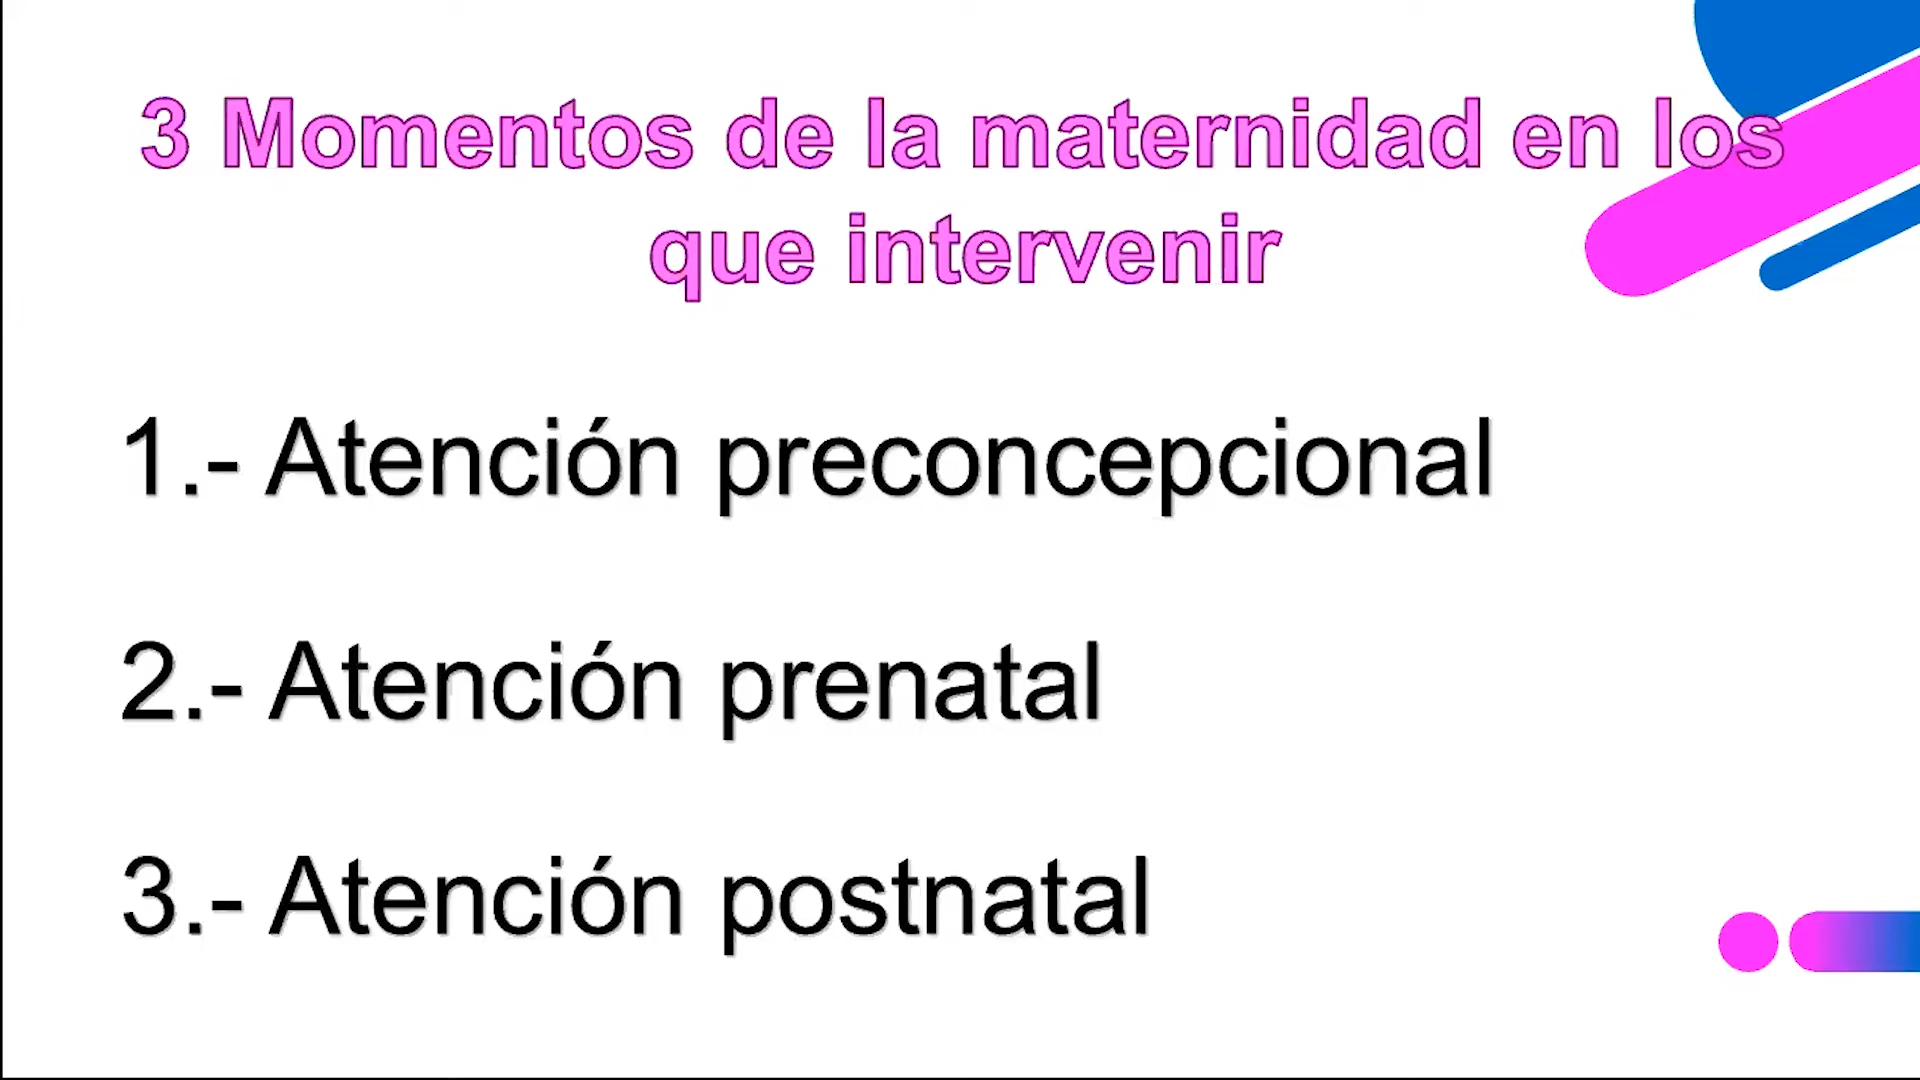 3 Momentos de la maternidad en los
que intervenir
1.- Atención preconcepcional
2.- Atención prenatal
3.- Atención postnatal